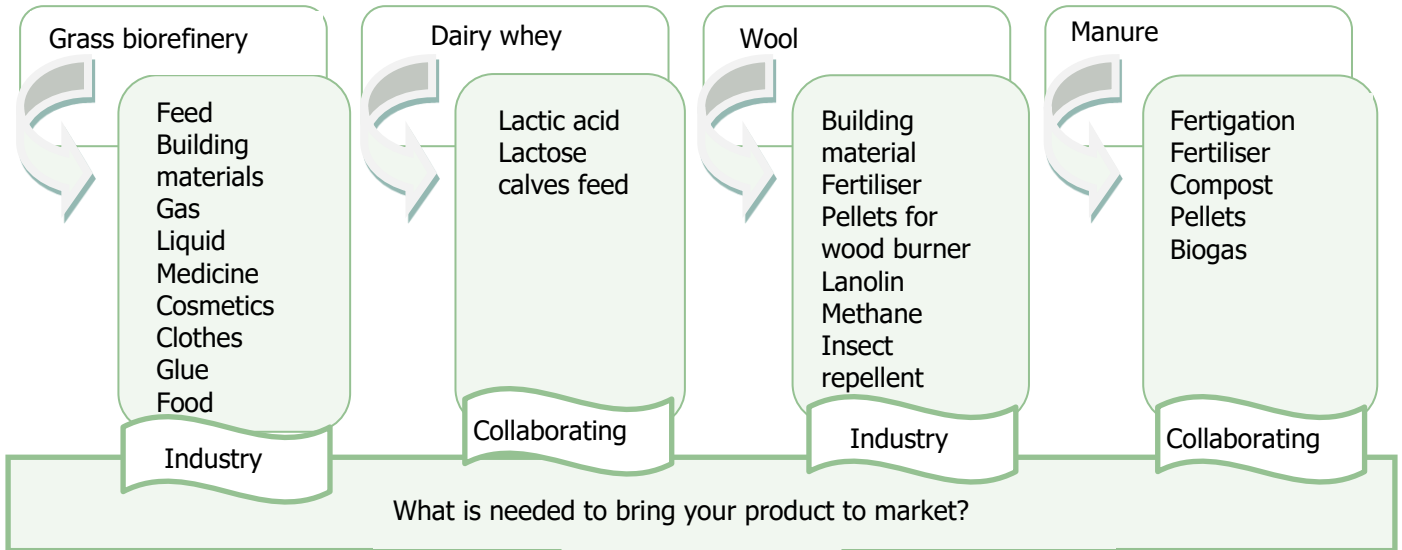 Grass biorefinery
Feed
Building
materials
Gas
Liquid
Medicine
Cosmetics
Clothes
Glue
Food
Industry
Dairy whey
Lactic acid
Lactose
calves feed
Collaborating
Wool
Building
material
Fertiliser
Pellets for
wood burner
Lanolin
Methane
Insect
repellent
Industry
Manure
Fertigation
Fertiliser
Compost
Pellets
Biogas
Collaborating
What is needed to bring your product to market?